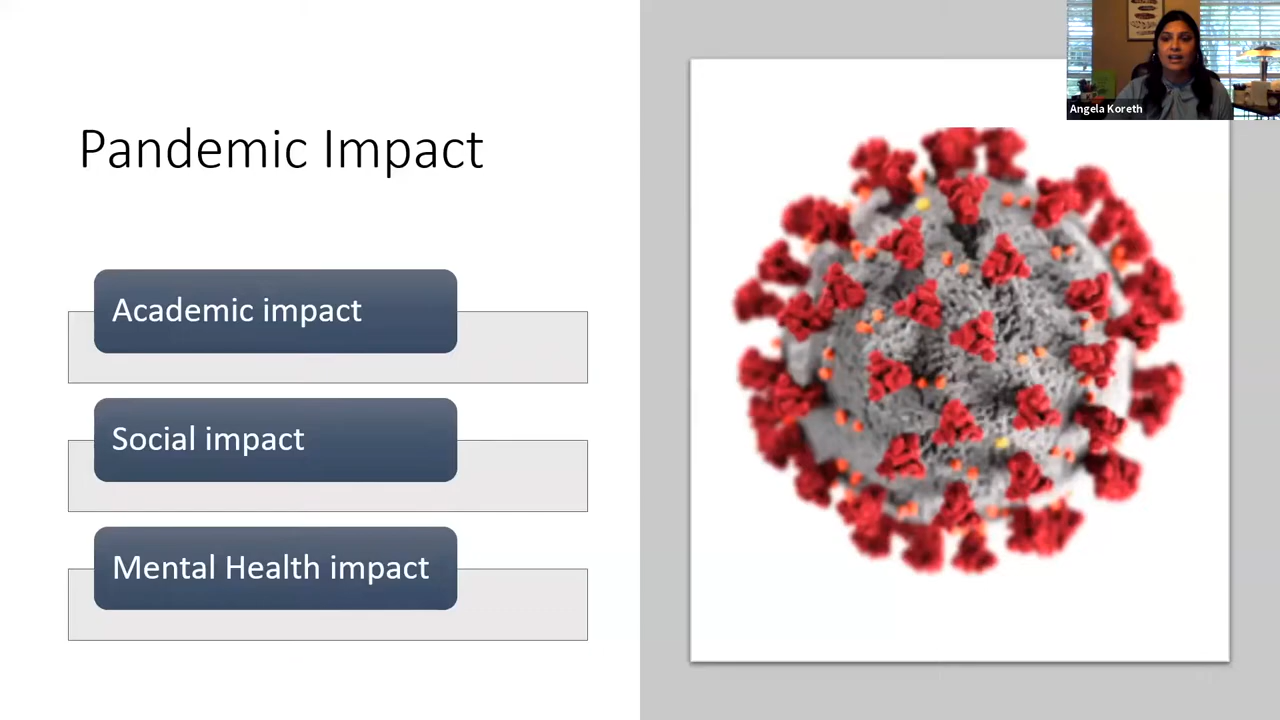 Angela Koreth
Pandemic Impact
Academic impact
Social impact
Mental Health impact